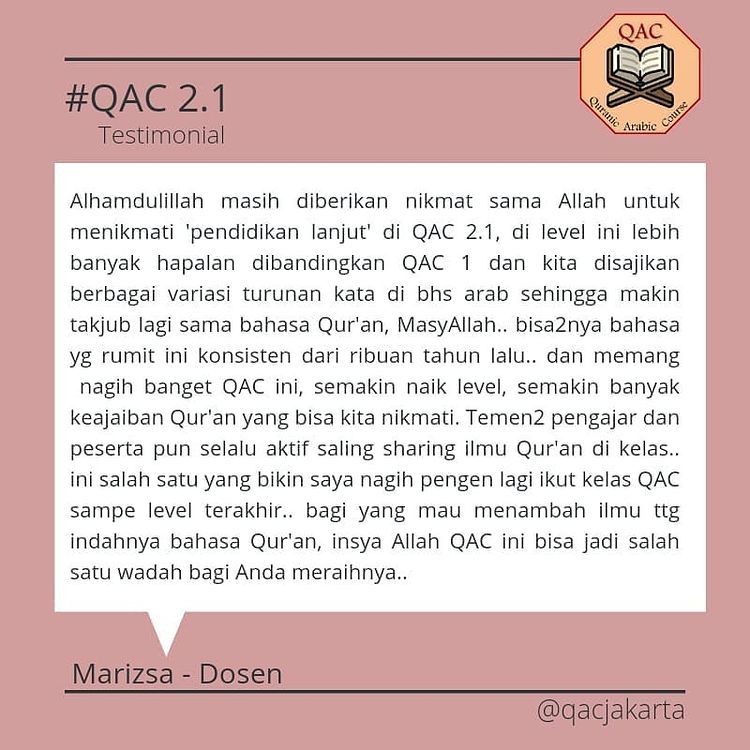 QAC
Quranic Arabic Course
#QAC 2.1
Testimonial
Alhamdulillah masih diberikan nikmat sama Allah untuk
menikmati 'pendidikan lanjut' di QAC 2.1, di level ini lebih
banyak hapalan dibandingkan QAC 1 dan kita disajikan
berbagai variasi turunan kata di bhs arab sehingga makin
takjub lagi sama bahasa Qur'an, MasyAllah.. bisa2nya bahasa
yg rumit ini konsisten dari ribuan tahun lalu.. dan memang
nagih banget QAC ini, semakin naik level, semakin banyak
keajaiban Qur'an yang bisa kita nikmati. Temen2 pengajar dan
peserta pun selalu aktif saling sharing ilmu Qur'an di kelas..
ini salah satu yang bikin saya nagih pengen lagi ikut kelas QAC
sampe level terakhir.. bagi yang mau menambah ilmu ttg
indahnya bahasa Qur'an, insya Allah QAC ini bisa jadi salah
satu wadah bagi Anda meraihnya..
Marizsa - Dosen
@qacjakarta